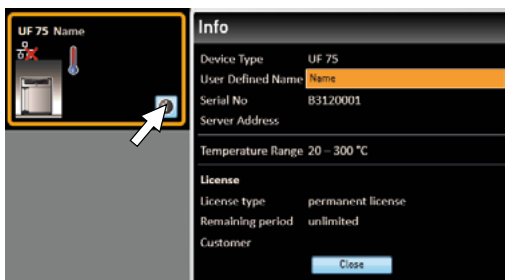 UF 75 Name
Info
Device Type UF 75
User Defined Name Name
Serial No B3120001
Server Address
Temperature Range 20 – 300 °C
License
License type permanent license
Remaining period unlimited
Customer
Close